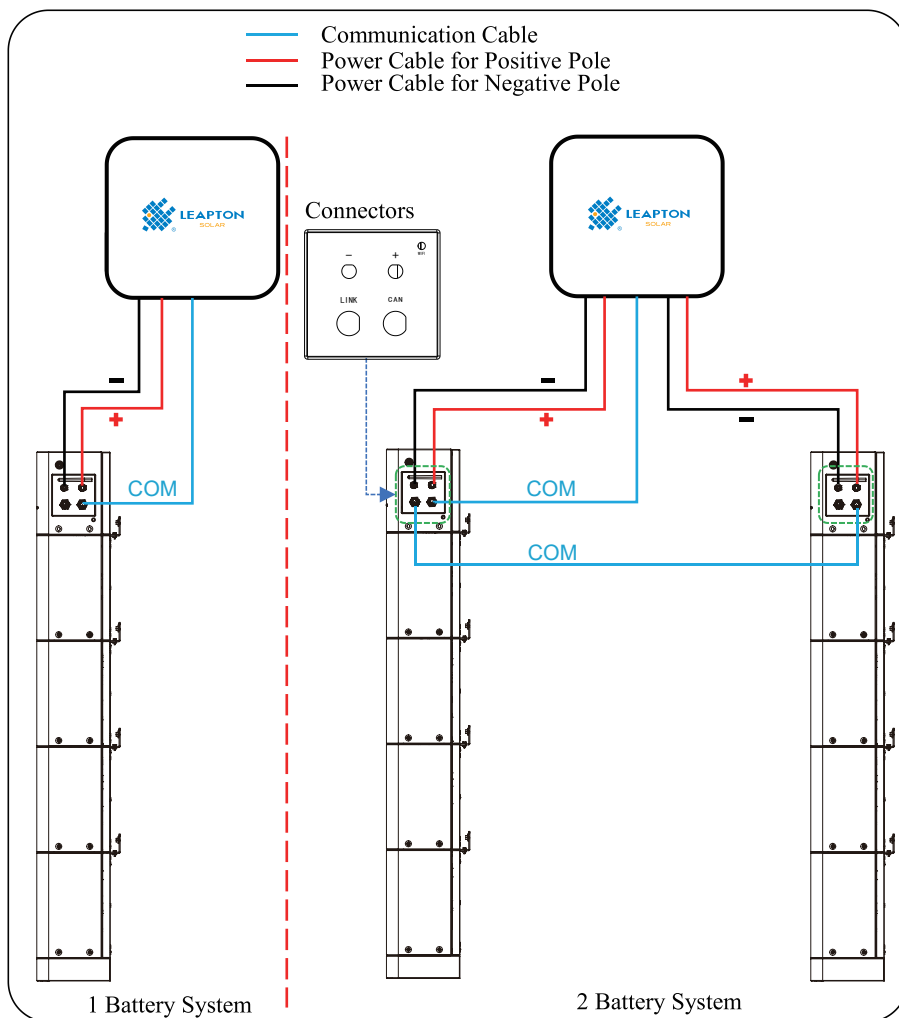 Communication Cable
Power Cable for Positive Pole
Power Cable for Negative Pole
LEAPTON
SOLAR
®
LEAPTON
SOLAR
®
Connectors
− +
LINK CAN
−
+
−
+
+
−
COM
COM
COM
1 Battery System
2 Battery System